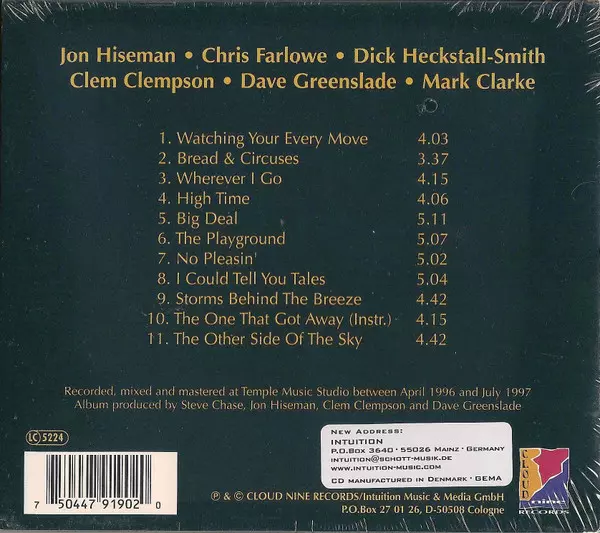 Jon Hiseman • Chris Farlowe • Dick Heckstall-Smith
Clem Clempson • Dave Greenslade • Mark Clarke
1. Watching Your Every Move 4.03
2. Bread & Circuses 3.37
3. Wherever I Go 4.15
4. High Time 4.06
5. Big Deal 5.11
6. The Playground 5.07
7. No Pleasin' 5.02
8. I Could Tell You Tales 5.04
9. Storms Behind The Breeze 4.42
10. The One That Got Away (Instr.) 4.15
11. The Other Side Of The Sky 4.42
Recorded, mixed and mastered at Temple Music Studio between April 1996 and July 1997
Album produced by Steve Chase, Jon Hiseman, Clem Clempson and Dave Greenslade
LC 5224
New Address:
INTUITION
P.O.Box 3640 · 55026 Mainz · Germany
intuition@schott-musik.de
www.intuition-music.com
CD manufactured in Denmark · GEMA
CLOUD
nine
RECORDS
7 50447 91902 0
℗ & © CLOUD NINE RECORDS/Intuition Music & Media GmbH
P.O.Box 27 01 26, D-50508 Cologne